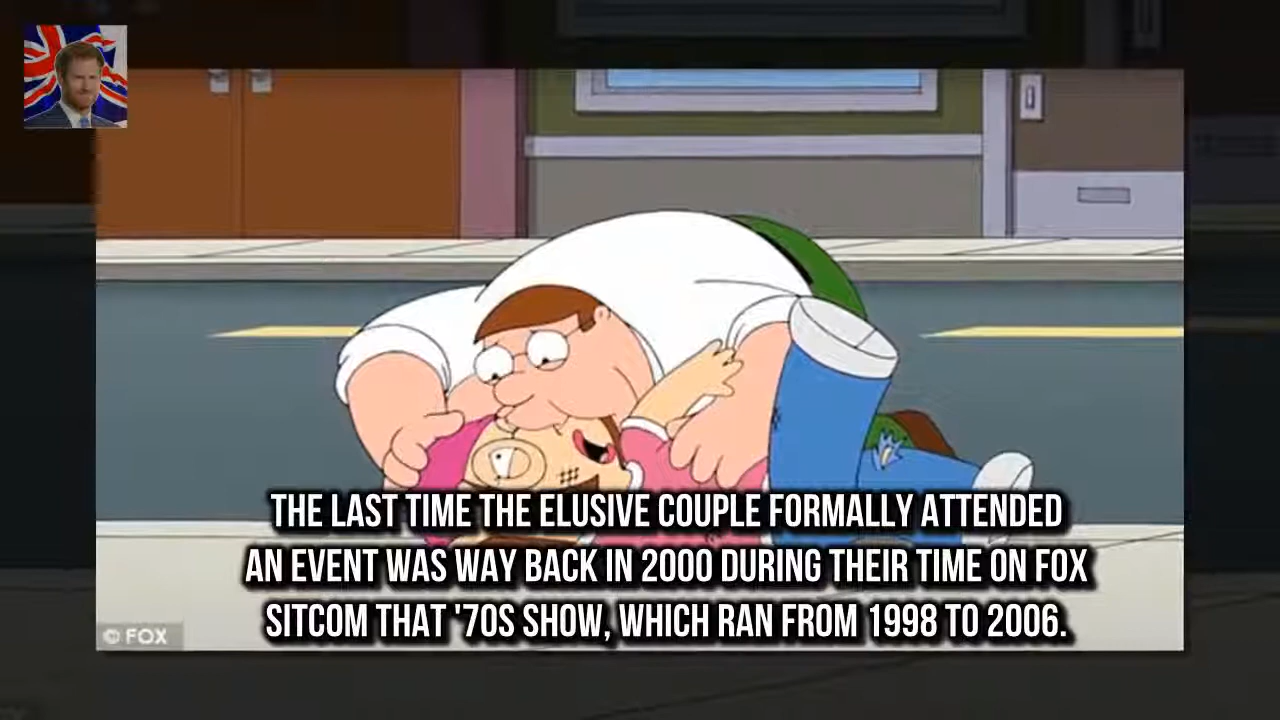 THE LAST TIME THE ELUSIVE COUPLE FORMALLY ATTENDED
AN EVENT WAS WAY BACK IN 2000 DURING THEIR TIME ON FOX
SITCOM THAT '70S SHOW, WHICH RAN FROM 1998 TO 2006.
© FOX